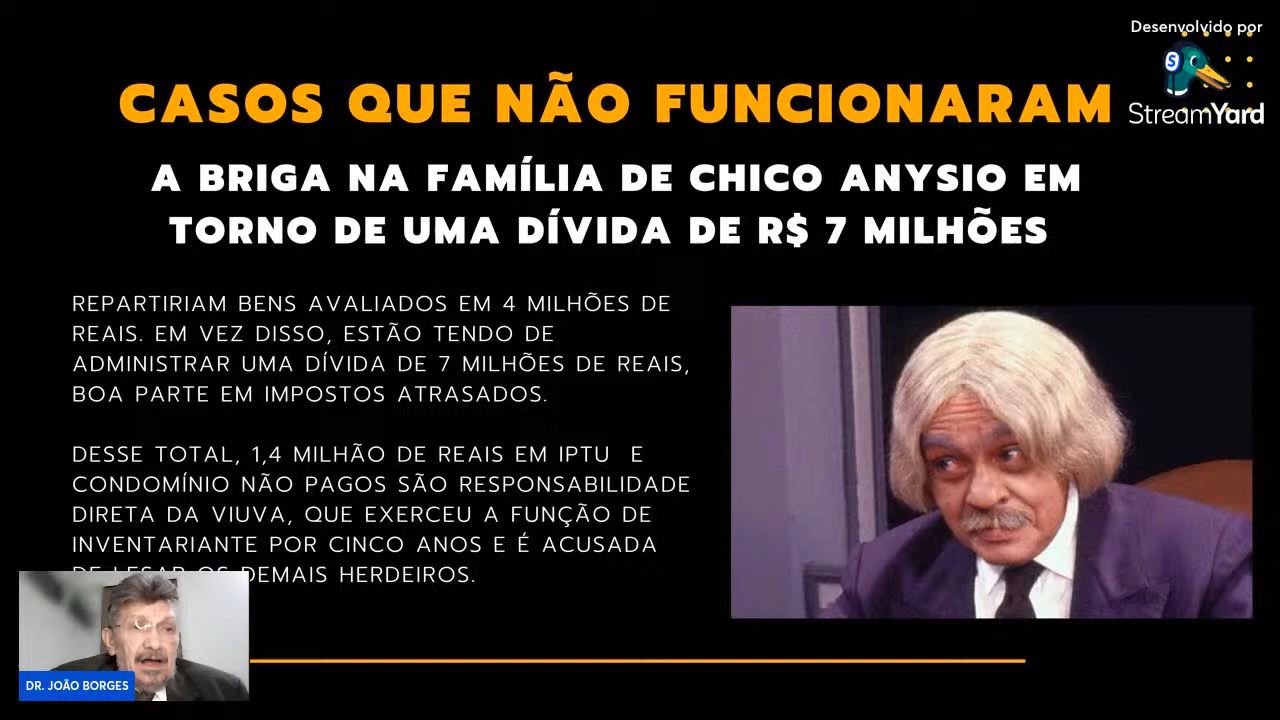 Desenvolvido por
StreamYard
CASOS QUE NÃO FUNCIONARAM
A BRIGA NA FAMÍLIA DE CHICO ANYSIO EM
TORNO DE UMA DÍVIDA DE R$ 7 MILHÕES
REPARTIRIAM BENS AVALIADOS EM 4 MILHÕES DE
REAIS. EM VEZ DISSO, ESTÃO TENDO DE
ADMINISTRAR UMA DÍVIDA DE 7 MILHÕES DE REAIS,
BOA PARTE EM IMPOSTOS ATRASADOS.
DESSE TOTAL, 1,4 MILHÃO DE REAIS EM IPTU E
CONDOMÍNIO NÃO PAGOS SÃO RESPONSABILIDADE
DIRETA DA VIUVA, QUE EXERCEU A FUNÇÃO DE
INVENTARIANTE POR CINCO ANOS E É ACUSADA
DE LESAR OS DEMAIS HERDEIROS.
DR. JOÃO BORGES